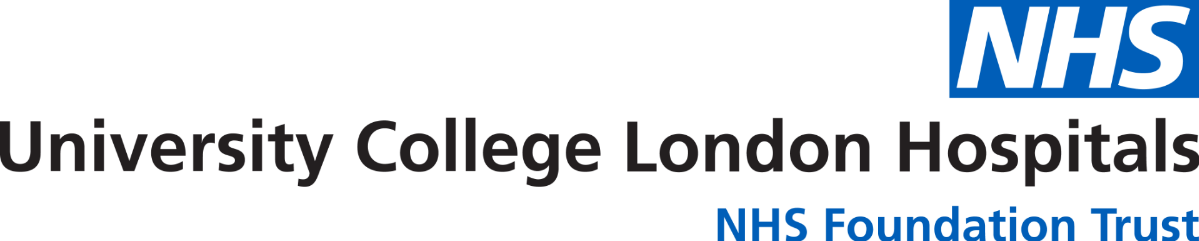 NHS
University College London Hospitals
NHS Foundation Trust